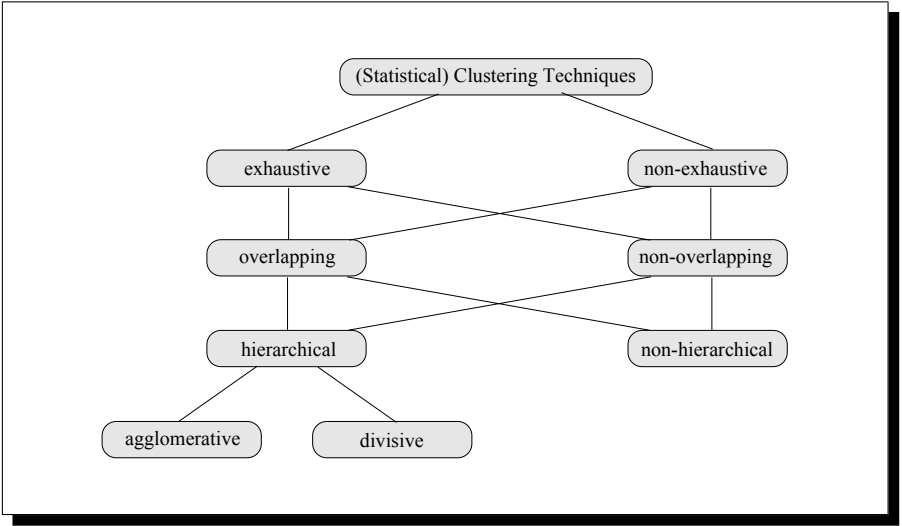 (Statistical) Clustering Techniques
exhaustive
non-exhaustive
overlapping
non-overlapping
hierarchical
non-hierarchical
agglomerative
divisive